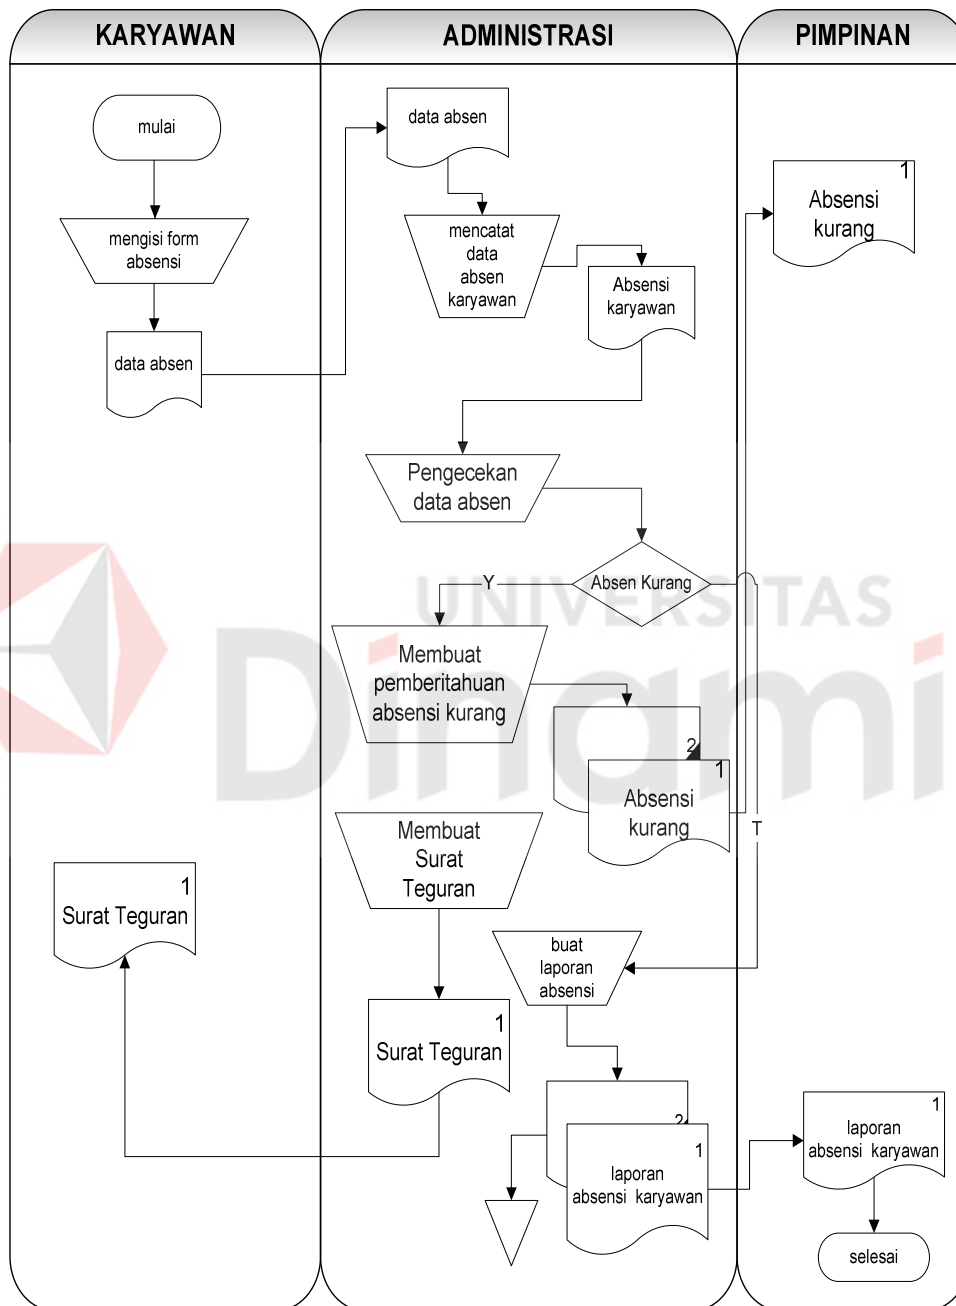 KARYAWAN
ADMINISTRASI
PIMPINAN
mulai
mengisi form
absensi
data absen
data absen
mencatat
data
absen
karyawan
Absensi
karyawan
Pengecekan
data absen
Absen Kurang
Y
T
Membuat
pemberitahuan
absensi kurang
2
1
Absensi
kurang
1
Absensi
kurang
Membuat
Surat
Teguran
1
Surat Teguran
1
Surat Teguran
buat
laporan
absensi
2
1
laporan
absensi karyawan
1
laporan
absensi karyawan
selesai
UNIVERSITAS
Dinami